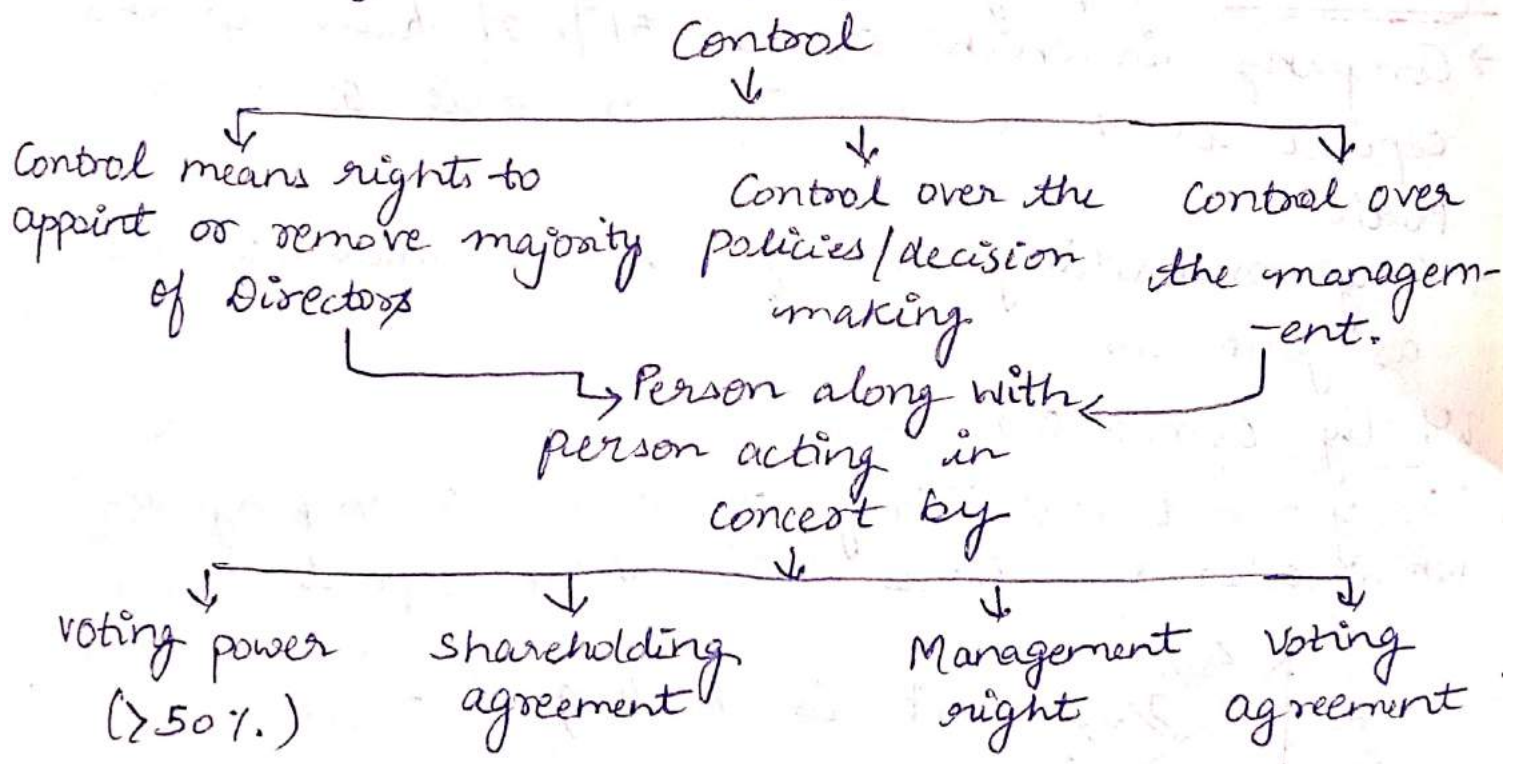 Control
Control means rights to
appoint or remove majority
of Directors
Control over the
policies/decision
making
Control over
the managem-
-ent.
Person along with
person acting in
concert by
voting power
(>50%.)
shareholding
agreement
Management
right
Voting
agreement